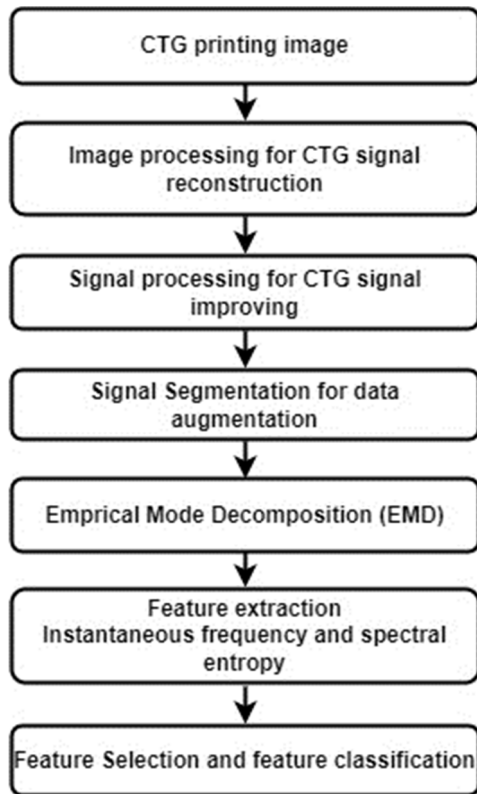 CTG printing image
Image processing for CTG signal
reconstruction
Signal processing for CTG signal
improving
Signal Segmentation for data
augmentation
Emprical Mode Decomposition (EMD)
Feature extraction
Instantaneous frequency and spectral
entropy
Feature Selection and feature classification